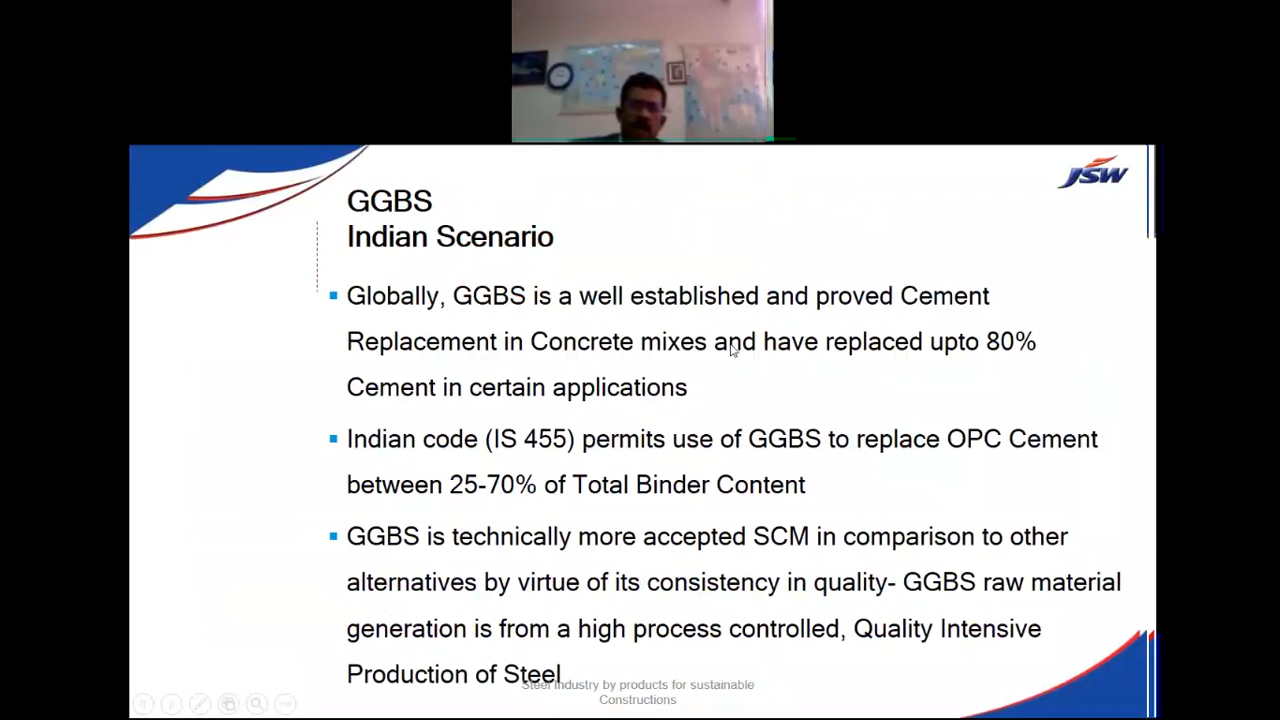 JSW
GGBS
Indian Scenario
Globally, GGBS is a well established and proved Cement
Replacement in Concrete mixes and have replaced upto 80%
Cement in certain applications
Indian code (IS 455) permits use of GGBS to replace OPC Cement
between 25-70% of Total Binder Content
GGBS is technically more accepted SCM in comparison to other
alternatives by virtue of its consistency in quality- GGBS raw material
generation is from a high process controlled, Quality Intensive
Production of Steel
Steel Industry by products for sustainable
Constructions